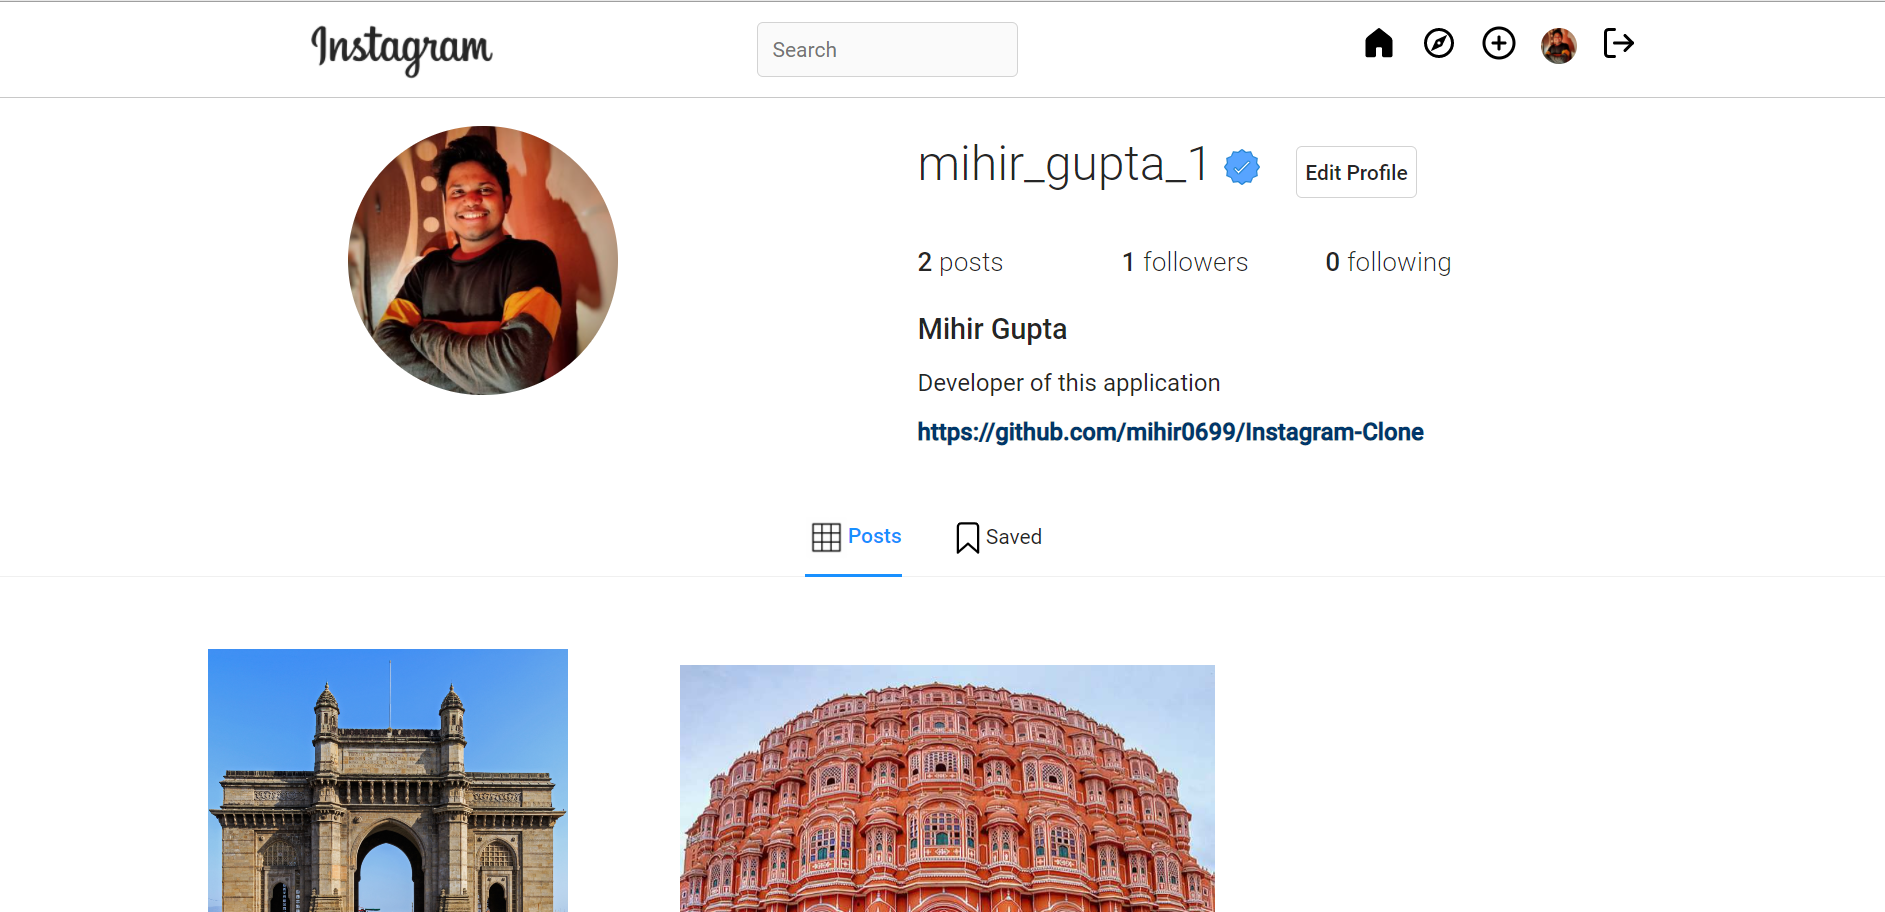 Instagram
Search
mihir_gupta_1
Edit Profile
2 posts
1 followers
0 following
Mihir Gupta
Developer of this application
https://github.com/mihir0699/Instagram-Clone
Posts
Saved